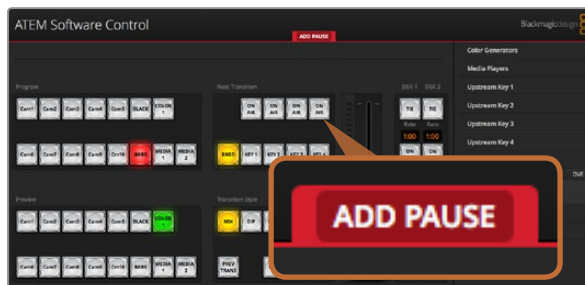 ATEM Software Control
Blackmagicdesign
ADD PAUSE
Color Generators
Media Players
Upstream Key 1
Upstream Key 2
Upstream Key 3
Upstream Key 4
Program
Next Transition
DSK 1 DSK 2
Cam1 Cam2 Cam3 Cam4 Cam5 BLACK COLOR 1
ON AIR ON AIR ON AIR ON AIR
TIE TIE
Rate Rate
1:00 1:00
Cam6 Cam7 Cam8 Cam9 Cam10 BARS MEDIA 1 MEDIA 2
BKGD KEY 1 KEY 2 KEY 3 KEY 4
ON ON
DVE
Preview
Transition Style
Cam1 Cam2 Cam3 Cam4 Cam5 BLACK COLOR 1
MIX DIP
Cam6 Cam7 Cam8 Cam9 Cam10 BARS MEDIA 1 MEDIA 2
PREV TRANS
ADD PAUSE